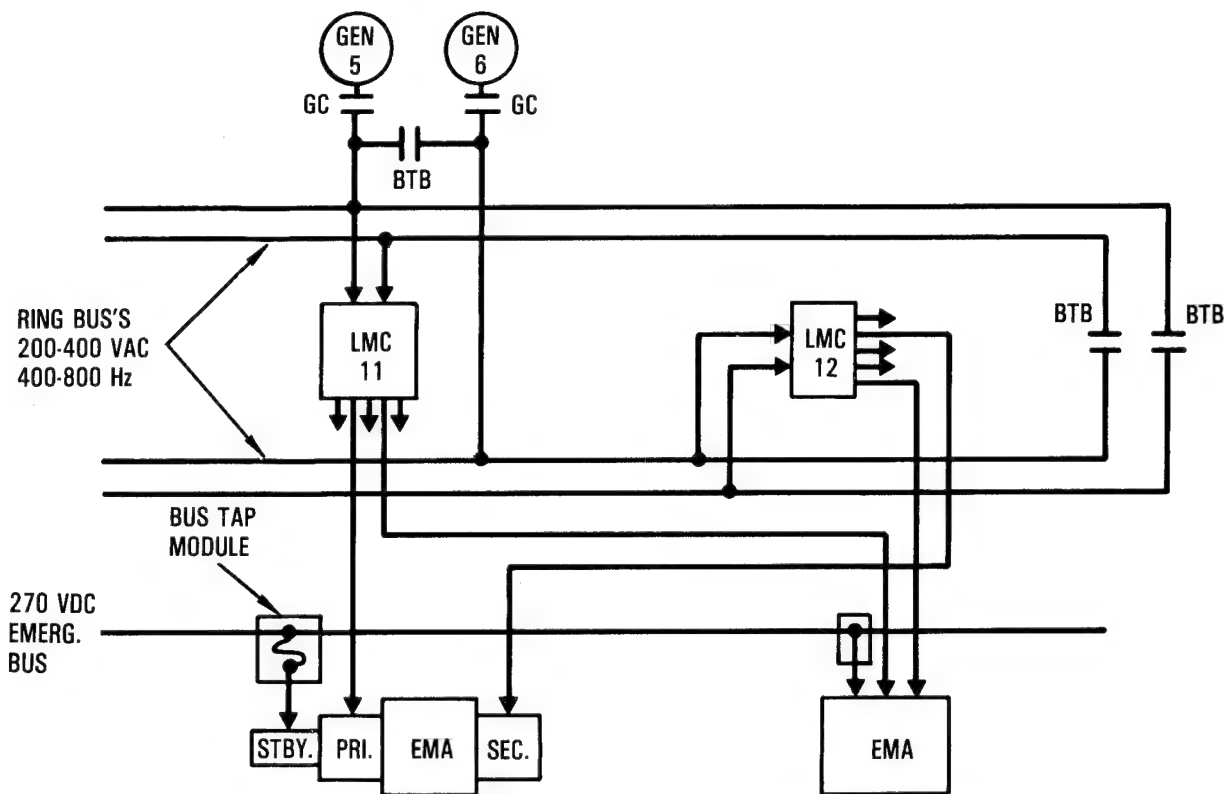 GEN
5
GEN
6
GC
GC
BTB
RING BUS'S
200-400 VAC
400-800 Hz
LMC
11
LMC
12
BTB
BTB
BUS TAP
MODULE
270 VDC
EMERG.
BUS
STBY.
PRI.
EMA
SEC.
EMA